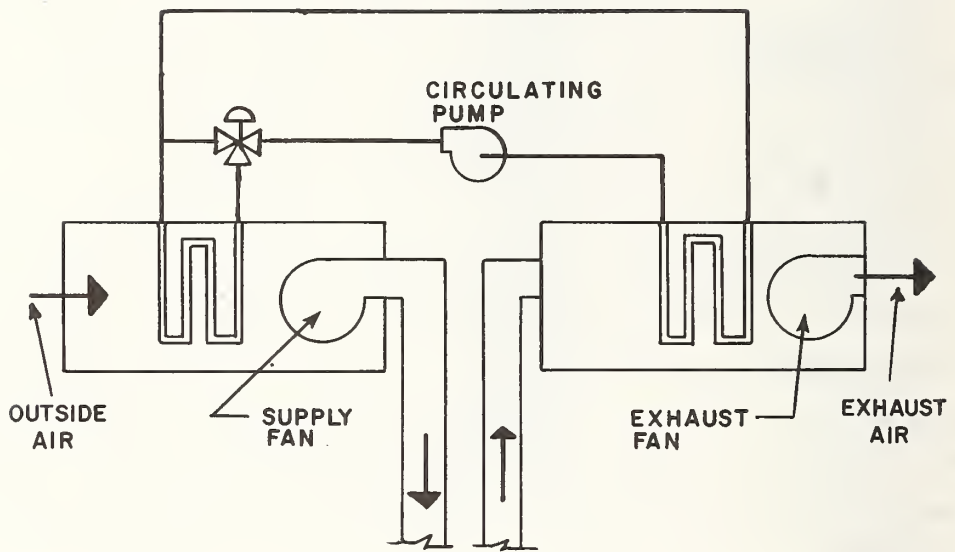 CIRCULATING
PUMP
OUTSIDE
AIR
SUPPLY
FAN
EXHAUST
FAN
EXHAUST
AIR